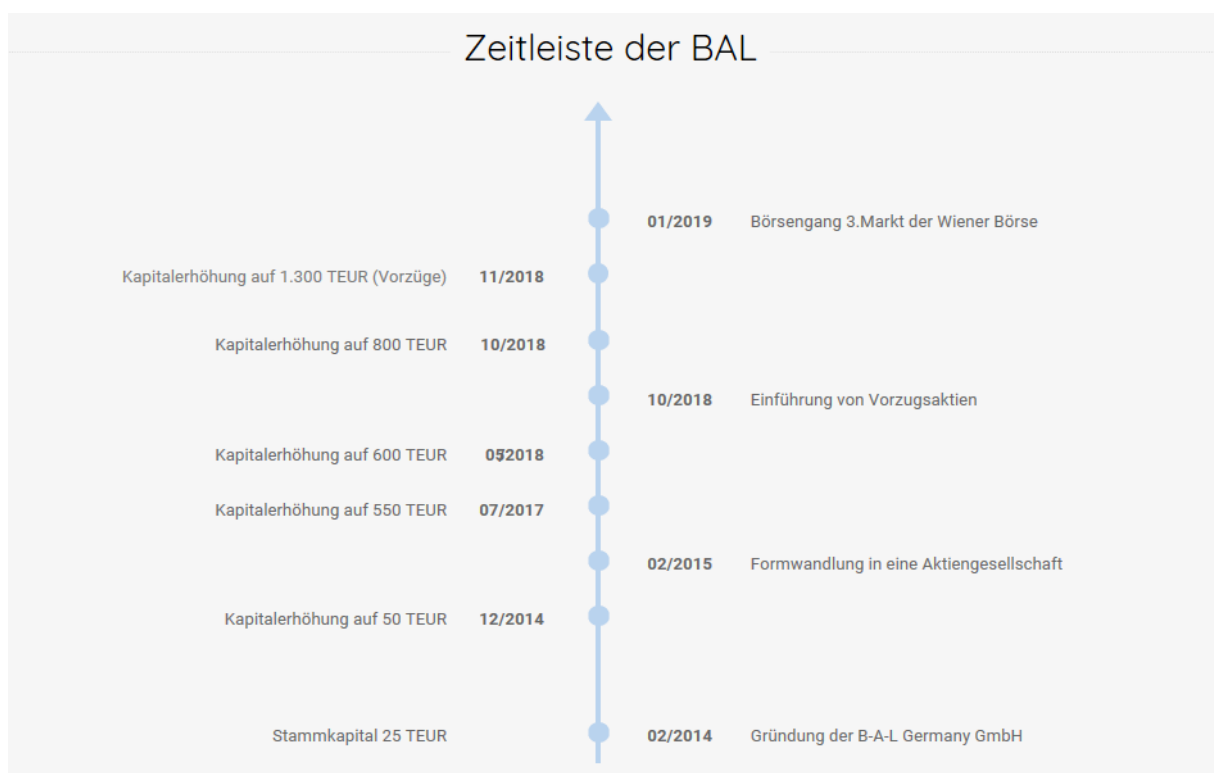 Zeitleiste der BAL
01/2019 Börsengang 3.Markt der Wiener Börse
Kapitalerhöhung auf 1.300 TEUR (Vorzüge) 11/2018
Kapitalerhöhung auf 800 TEUR 10/2018
10/2018 Einführung von Vorzugsaktien
Kapitalerhöhung auf 600 TEUR
Kapitalerhöhung auf 550 TEUR 07/2017
02/2015 Formwandlung in eine Aktiengesellschaft
Kapitalerhöhung auf 50 TEUR 12/2014
Stammkapital 25 TEUR 02/2014 Gründung der B-A-L Germany GmbH